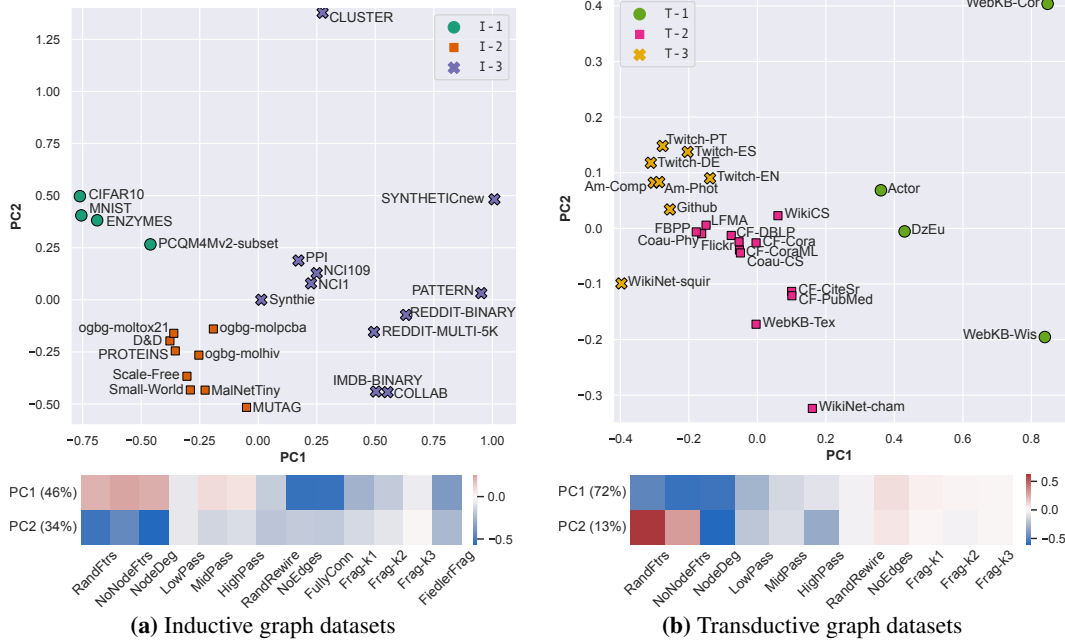 CLUSTER
I-1
I-2
I-3
1.25
1.00
0.75
0.50
0.25
0.00
−0.25
−0.50
PC2
CIFAR10
MNIST
ENZYMES
PCQM4Mv2-subset
SYNTHETICnew
PPI
NCI109
NCI1
Synthie
PATTERN
REDDIT-BINARY
REDDIT-MULTI-5K
ogbg-moltox21
ogbg-molpcba
D&D
PROTEINS
ogbg-molhiv
Scale-Free
Small-World
MalNetTiny
MUTAG
IMDB-BINARY
COLLAB
−0.75 −0.50 −0.25 0.00 0.25 0.50 0.75 1.00
PC1
PC1 (46%)
PC2 (34%)
0.0
−0.5
RandFtrs NoNodeFtrs NodeDeg LowPass MidPass HighPass RandRewire NoEdges FullyConn Frag-k1 Frag-k2 Frag-k3 FiedlerFrag
(a) Inductive graph datasets
WebKB-Cor
T-1
T-2
T-3
0.4
0.3
0.2
0.1
0.0
−0.1
−0.2
−0.3
PC2
Twitch-PT
Twitch-ES
Twitch-DE
Twitch-EN
Am-Comp
Am-Phot
Github
Actor
WikiCS
LFMA
FBPP
CF-DBLP
DzEu
Coau-Phy
Flickr
CF-Cora
CF-CoraML
Coau-CS
WikiNet-squir
CF-CiteSr
CF-PubMed
WebKB-Tex
WebKB-Wis
WikiNet-cham
−0.4 −0.2 0.0 0.2 0.4 0.6 0.8
PC1
PC1 (72%)
PC2 (13%)
0.5
0.0
−0.5
RandFtrs NoNodeFtrs NodeDeg LowPass MidPass HighPass RandRewire NoEdges Frag-k1 Frag-k2 Frag-k3
(b) Transductive graph datasets